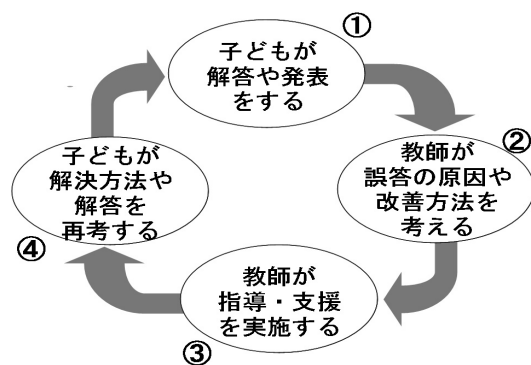 ①
子どもが
解答や発表
をする
②
教師が
誤答の原因や
改善方法を
考える
③
教師が
指導・支援
を実施する
④
子どもが
解決方法や
解答を
再考する